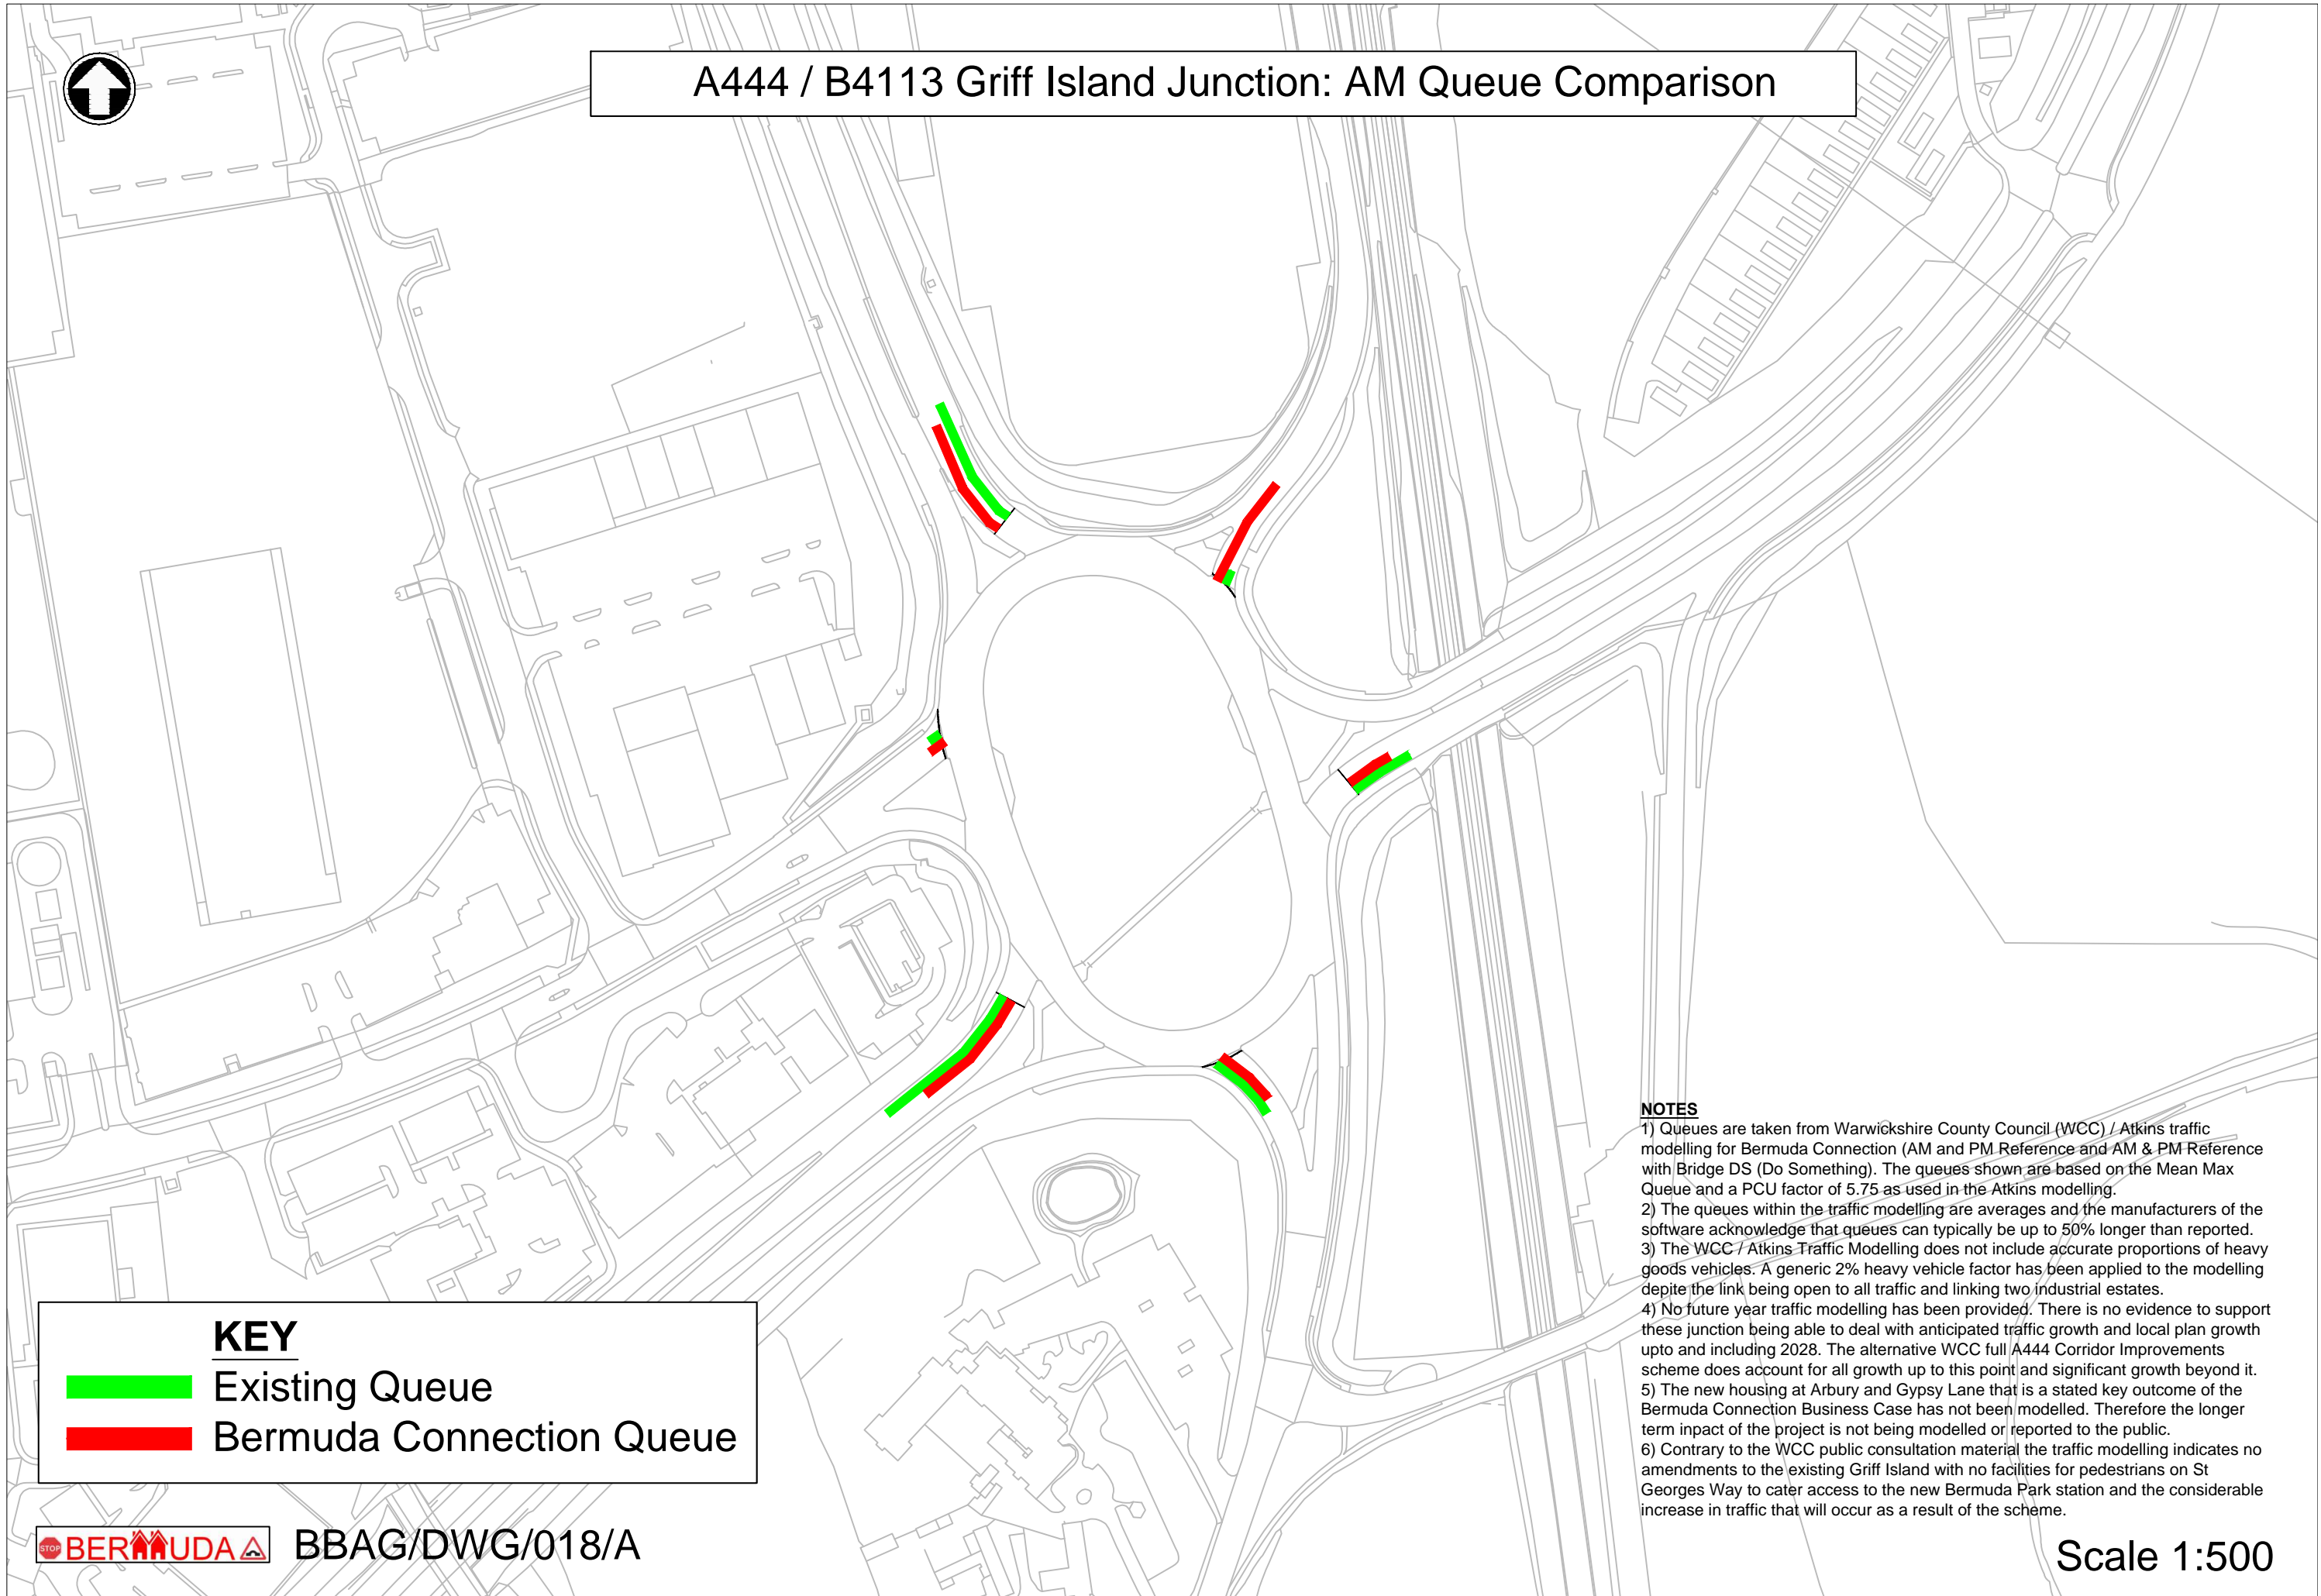 A444 / B4113 Griff Island Junction: AM Queue Comparison
NOTES
1) Queues are taken from Warwickshire County Council (WCC) / Atkins traffic
modelling for Bermuda Connection (AM and PM Reference and AM & PM Reference
with Bridge DS (Do Something). The queues shown are based on the Mean Max
Queue and a PCU factor of 5.75 as used in the Atkins modelling.
2) The queues within the traffic modelling are averages and the manufacturers of the
software acknowledge that queues can typically be up to 50% longer than reported.
3) The WCC / Atkins Traffic Modelling does not include accurate proportions of heavy
goods vehicles. A generic 2% heavy vehicle factor has been applied to the modelling
depite the link being open to all traffic and linking two industrial estates.
4) No future year traffic modelling has been provided. There is no evidence to support
these junction being able to deal with anticipated traffic growth and local plan growth
upto and including 2028. The alternative WCC full A444 Corridor Improvements
scheme does account for all growth up to this point and significant growth beyond it.
5) The new housing at Arbury and Gypsy Lane that is a stated key outcome of the
Bermuda Connection Business Case has not been modelled. Therefore the longer
term inpact of the project is not being modelled or reported to the public.
6) Contrary to the WCC public consultation material the traffic modelling indicates no
amendments to the existing Griff Island with no facilities for pedestrians on St
Georges Way to cater access to the new Bermuda Park station and the considerable
increase in traffic that will occur as a result of the scheme.
KEY
Existing Queue
Bermuda Connection Queue
STOP BERMUDA
BBAG/DWG/018/A
Scale 1:500